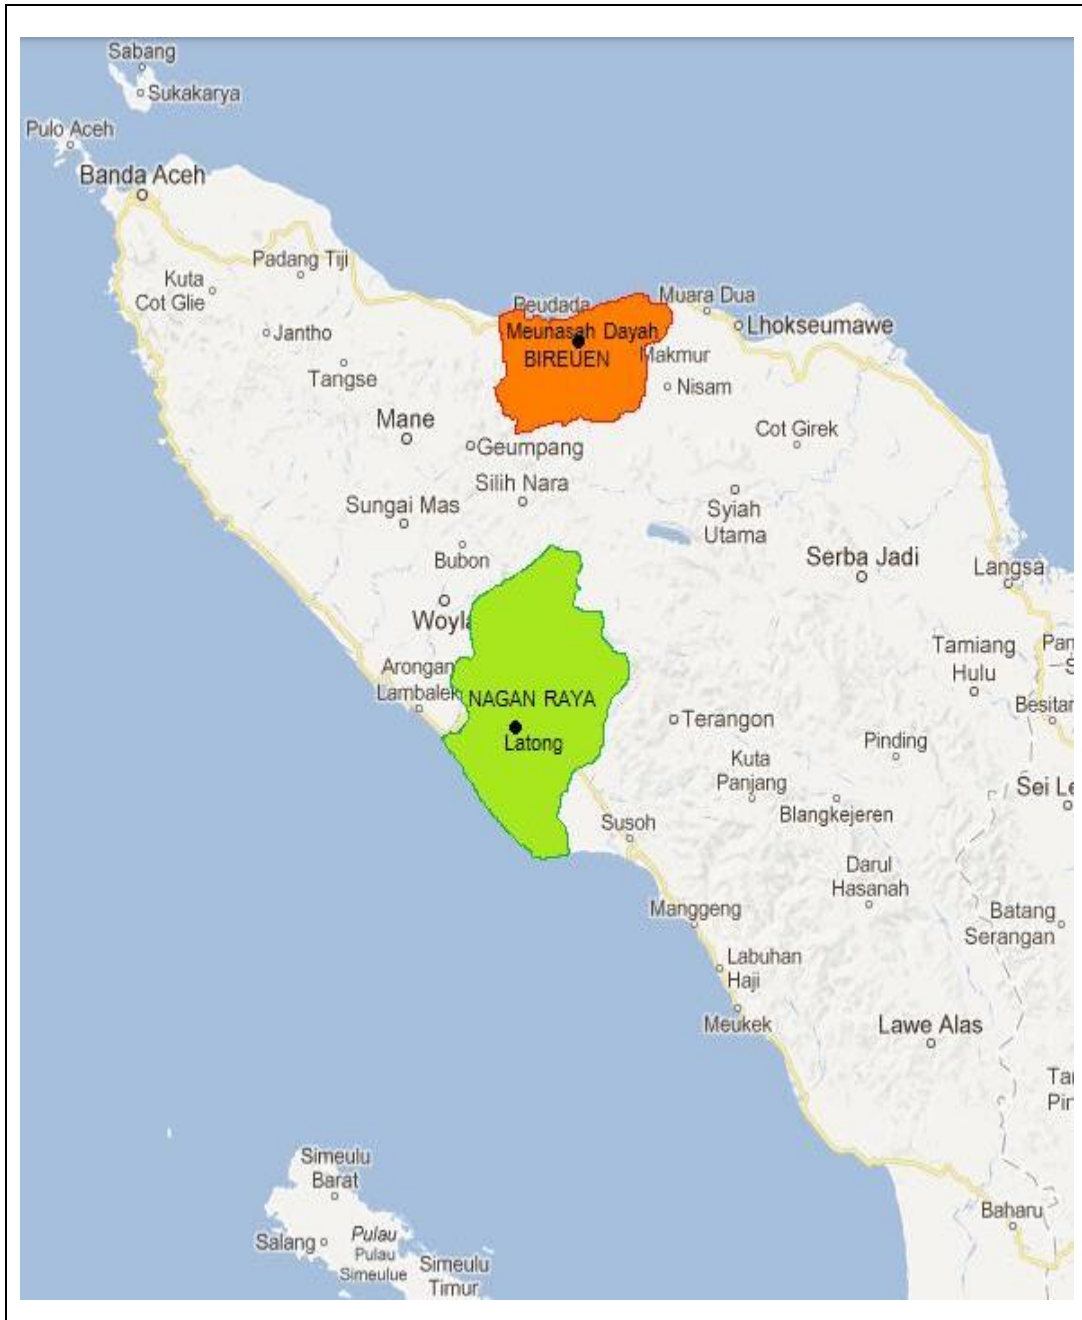 Sabang
Sukakarya
Pulo Aceh
Banda Aceh
Padang Tiji
Kuta
Cot Glie
Jantho
Tangse
Peudada
Muara Dua
Lhokseumawe
Meunasah Dayah
BIREUEN
Makmur
Nisam
Mane
Geumpang
Cot Girek
Silih Nara
Sungai Mas
Syiah
Utama
Bubon
Serba Jadi
Langsa
Woyla
Arongan
Lambalek
NAGAN RAYA
Latong
Terangon
Tamiang
Hulu
Pan
S
Besitan
Pinding
Kuta
Panjang
Sei Le
Blangkejeren
Susoh
Darul
Hasanah
Manggeng
Batang
Serangan
Labuhan
Haji
Meukek
Lawe Alas
Ta
Pin
Simeulu
Barat
Baharu
Salang
Pulau
Pulau
Simeulue
Simeulu
Timur